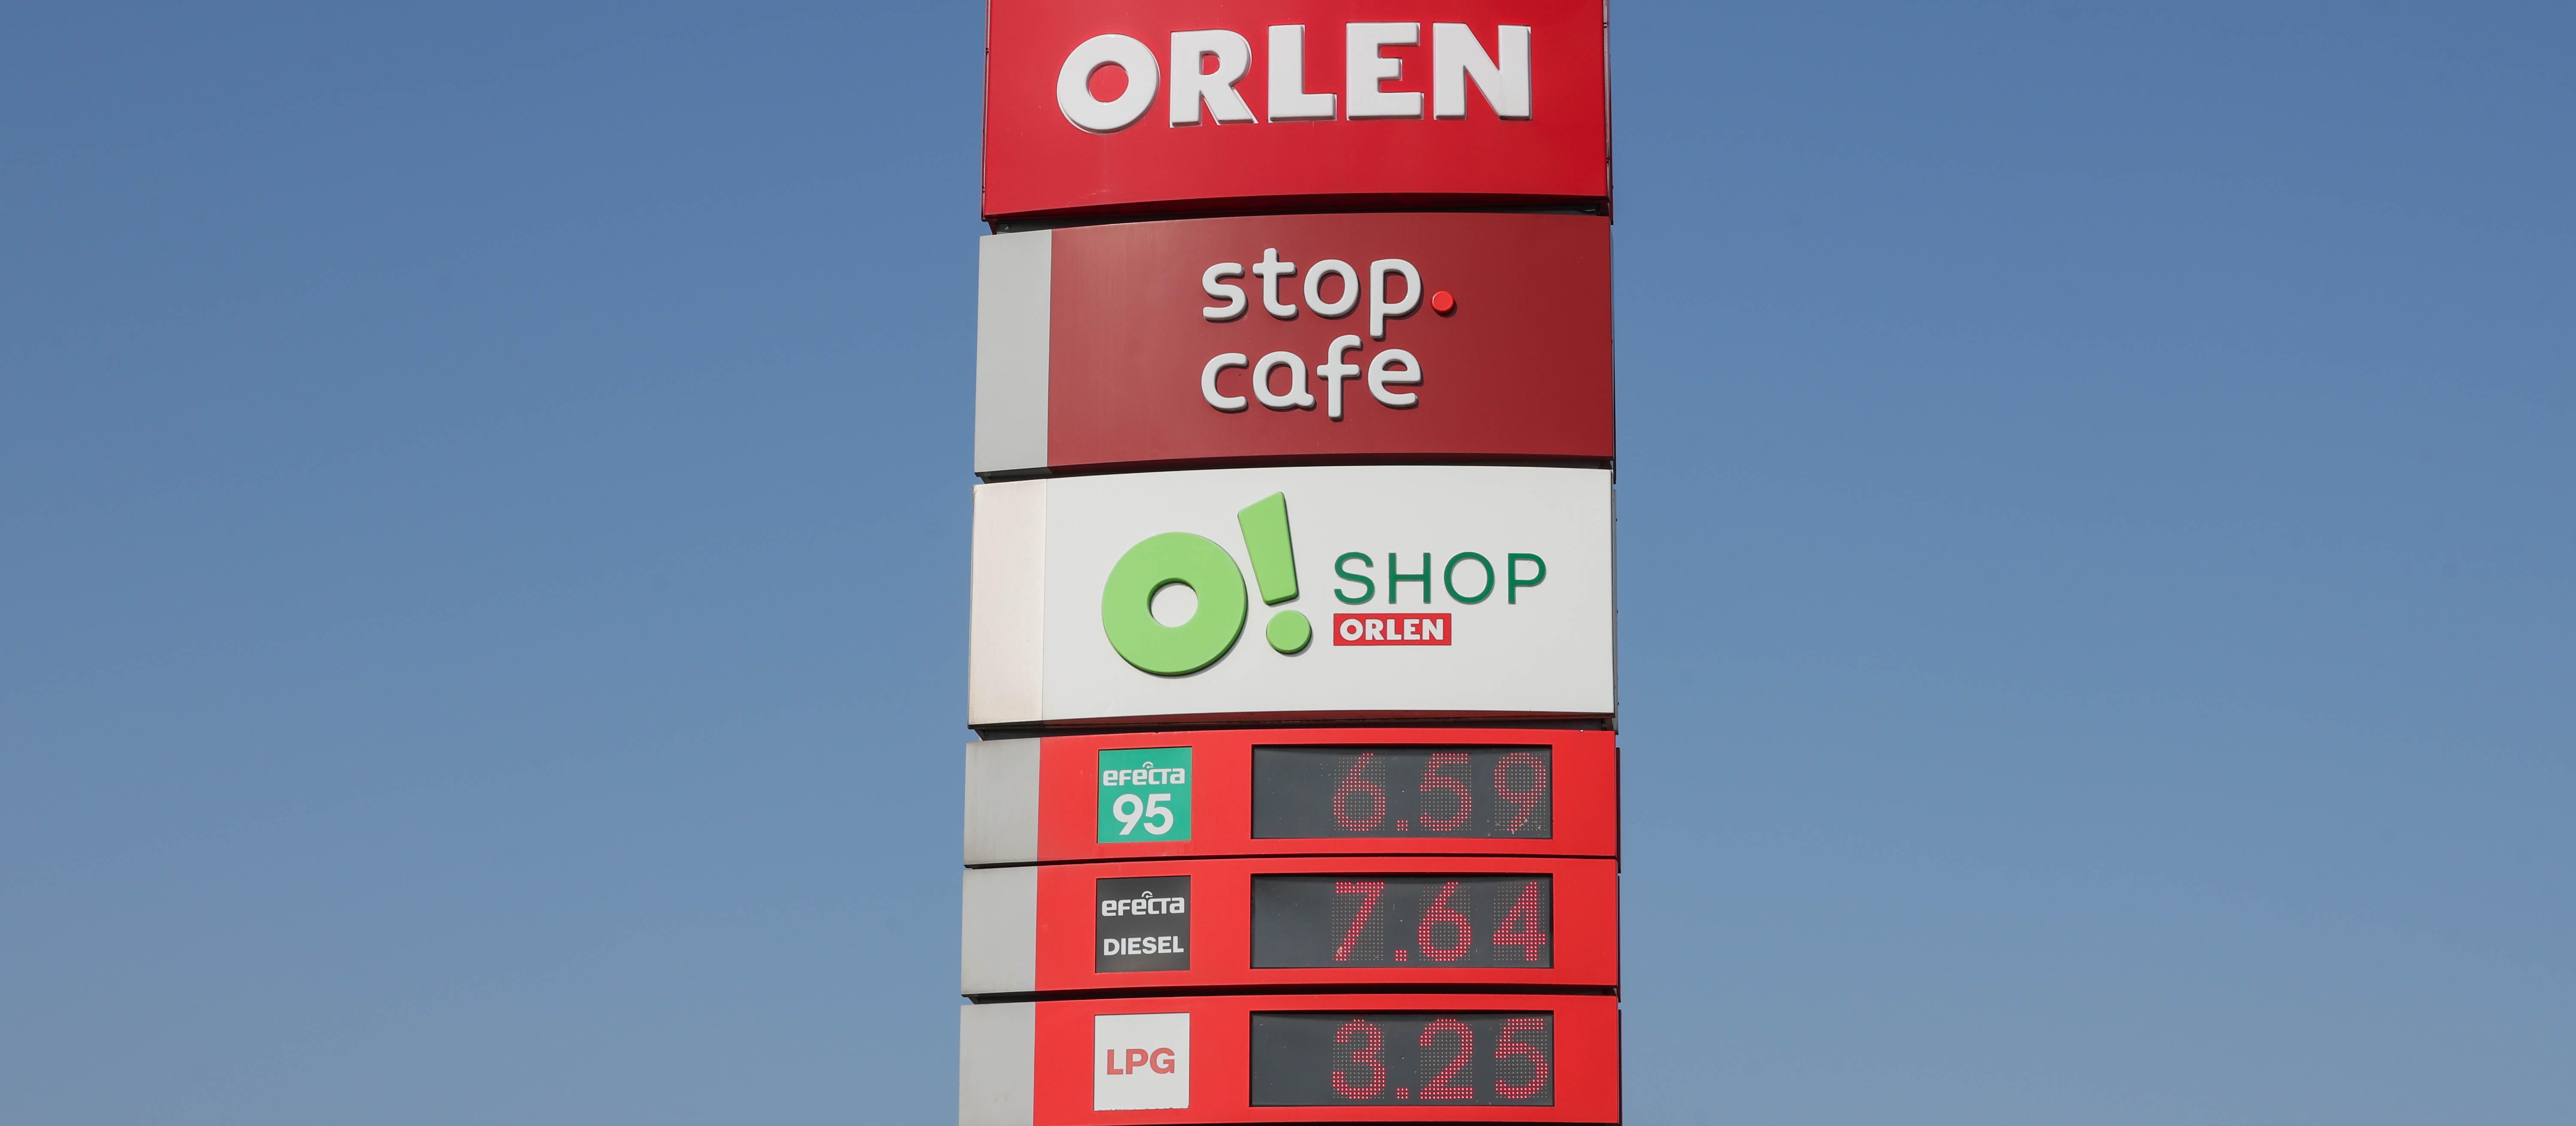 ORLEN
stop.
cafe
O! SHOP
ORLEN
efecta
95
6.59
efecta
DIESEL
7.64
LPG
3.25